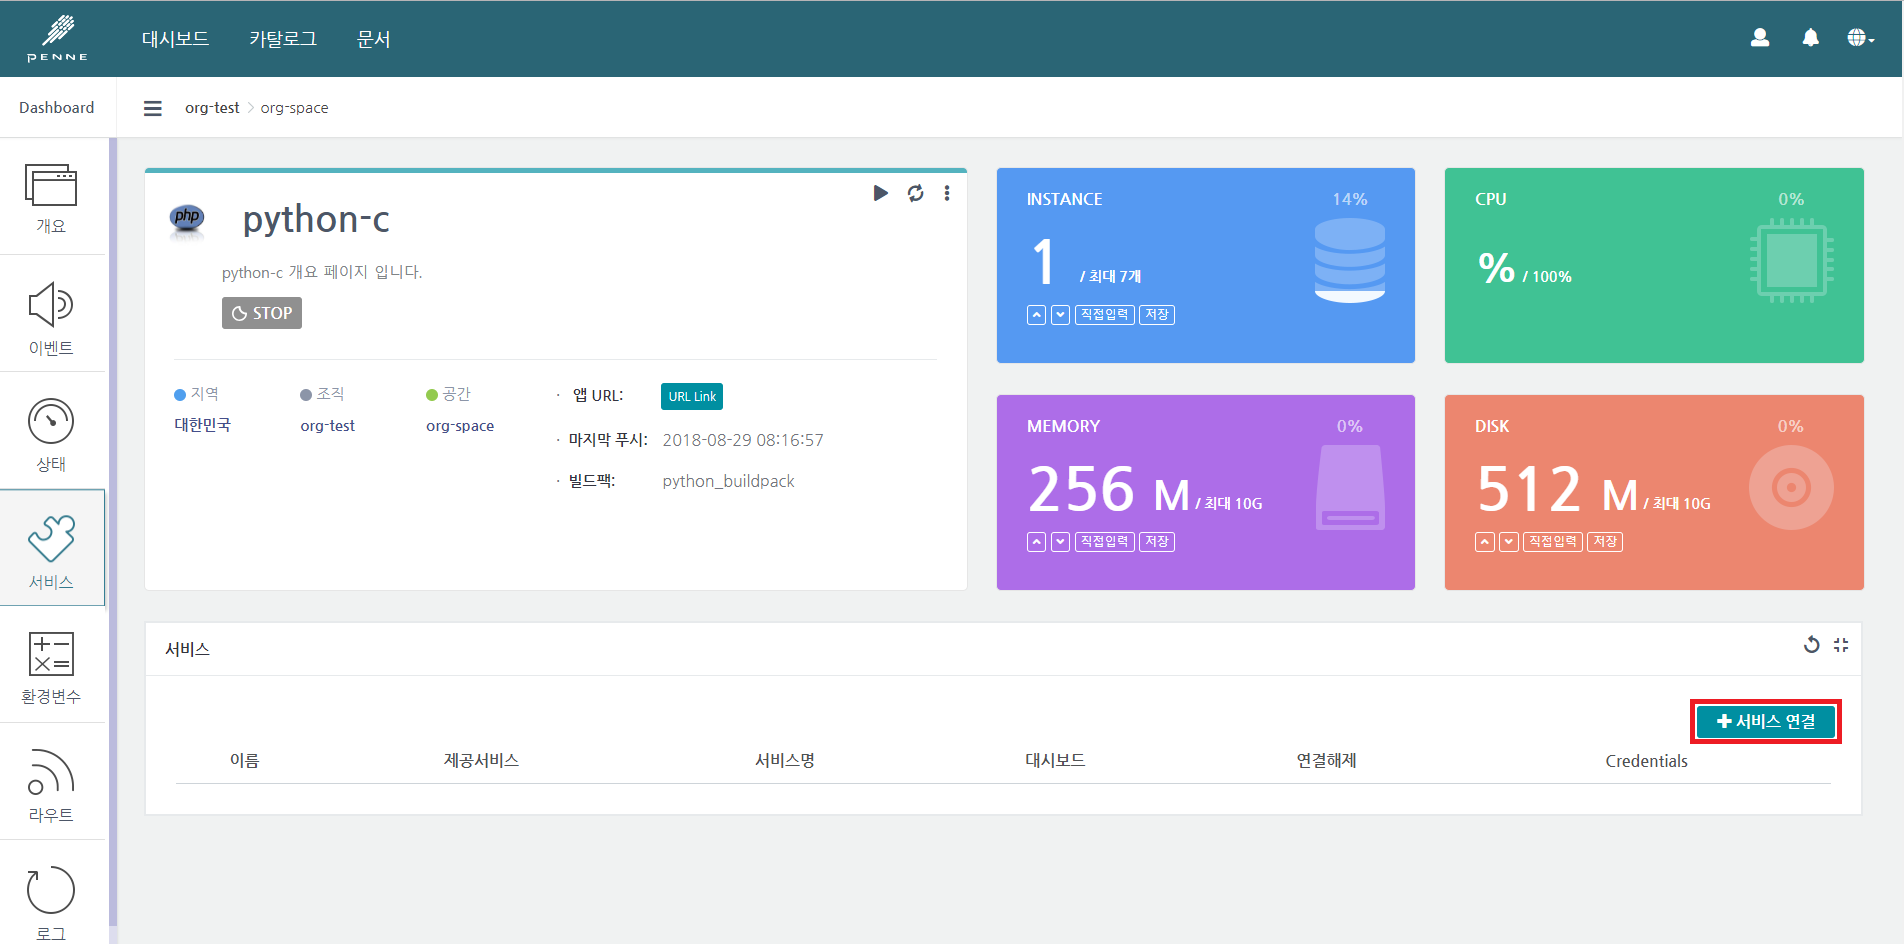 PENNE
대시보드 카탈로그 문서
Dashboard
org-test > org-space
개요
이벤트
상태
서비스
환경변수
라우트
로그
php
python-c
python-c 개요 페이지 입니다.
STOP
지역 조직 공간
대한민국 org-test org-space
· 앱 URL: URL Link
· 마지막 푸시: 2018-08-29 08:16:57
· 빌드팩: python_buildpack
INSTANCE 14%
1 / 최대 7개
직접입력 저장
CPU 0%
% / 100%
MEMORY 0%
256 M / 최대 10G
직접입력 저장
DISK 0%
512 M / 최대 10G
직접입력 저장
서비스
서비스 연결
이름 제공서비스 서비스명 대시보드 연결해제 Credentials